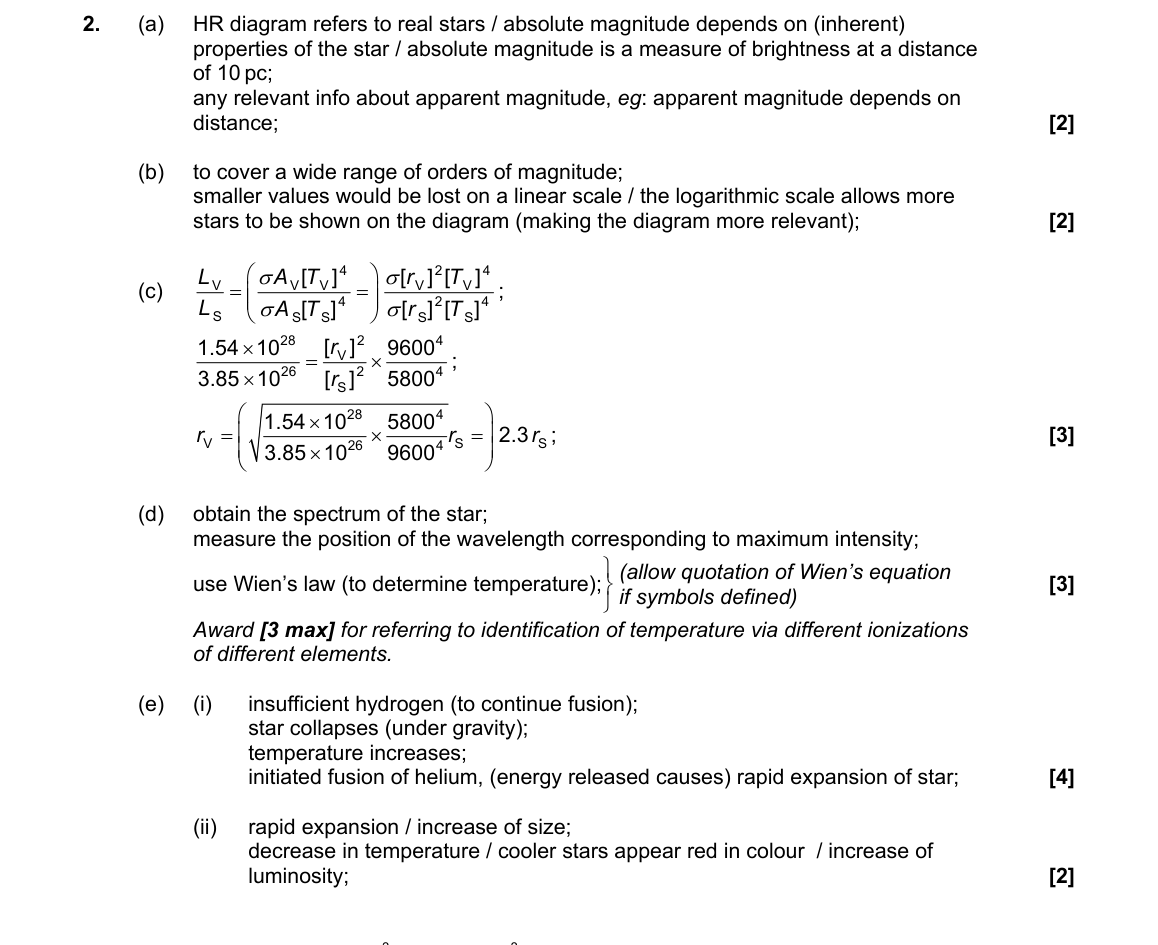 2. (a) HR diagram refers to real stars / absolute magnitude depends on (inherent)
properties of the star / absolute magnitude is a measure of brightness at a distance
of 10 pc;
any relevant info about apparent magnitude, eg: apparent magnitude depends on
distance; [2]
(b) to cover a wide range of orders of magnitude;
smaller values would be lost on a linear scale / the logarithmic scale allows more
stars to be shown on the diagram (making the diagram more relevant); [2]
(c) L_V/L_S = (σA_V[T_V]^4/σA_S[T_S]^4 =) σ[r_V]^2[T_V]^4/σ[r_S]^2[T_S]^4 ;
1.54×10^28/3.85×10^26 = [r_V]^2/[r_S]^2 × 9600^4/5800^4 ;
r_V = (√(1.54×10^28/3.85×10^26 × 5800^4/9600^4) r_S =) 2.3 r_S ; [3]
(d) obtain the spectrum of the star;
measure the position of the wavelength corresponding to maximum intensity;
use Wien's law (to determine temperature); } (allow quotation of Wien's equation
if symbols defined) [3]
Award [3 max] for referring to identification of temperature via different ionizations
of different elements.
(e) (i) insufficient hydrogen (to continue fusion);
star collapses (under gravity);
temperature increases;
initiated fusion of helium, (energy released causes) rapid expansion of star; [4]
(ii) rapid expansion / increase of size;
decrease in temperature / cooler stars appear red in colour / increase of
luminosity; [2]